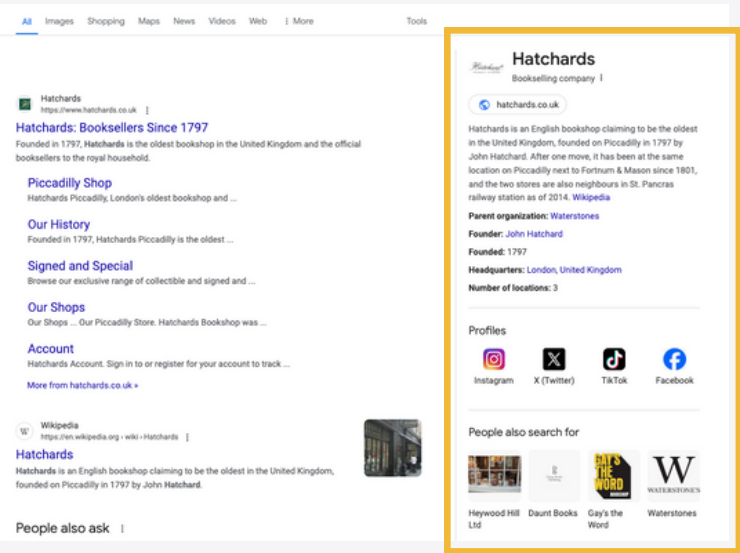 All Images Shopping Maps News Videos Web More Tools
Hatchards
https://www.hatchards.co.uk
Hatchards: Booksellers Since 1797
Founded in 1797, Hatchards is the oldest bookshop in the United Kingdom and the official
booksellers to the royal household.
Piccadilly Shop
Hatchards Piccadilly, London's oldest bookshop and ...
Our History
Founded in 1797, Hatchards Piccadilly is the oldest ...
Signed and Special
Browse our exclusive range of collectible and signed and ...
Our Shops
Our Shops ... Our Piccadilly Store. Hatchards Bookshop was ...
Account
Hatchards Account. Sign in to or register for your account to track ...
More from hatchards.co.uk »
W
Wikipedia
https://en.wikipedia.org › wiki › Hatchards
Hatchards
Hatchards is an English bookshop claiming to be the oldest in the United Kingdom,
founded on Piccadilly in 1797 by John Hatchard.
People also ask
Hatchards
Hatchards
Bookselling company
hatchards.co.uk
Hatchards is an English bookshop claiming to be the oldest
in the United Kingdom, founded on Piccadilly in 1797 by
John Hatchard. After one move, it has been at the same
location on Piccadilly next to Fortnum & Mason since 1801,
and the two stores are also neighbours in St. Pancras
railway station as of 2014. Wikipedia
Parent organization: Waterstones
Founder: John Hatchard
Founded: 1797
Headquarters: London, United Kingdom
Number of locations: 3
Profiles
Instagram X (Twitter) TikTok Facebook
People also search for
GAY'S
THE
WORD
BOOKSHOP
W
WATERSTONES
Heywood Hill Daunt Books Gay's the Waterstones
Ltd Word